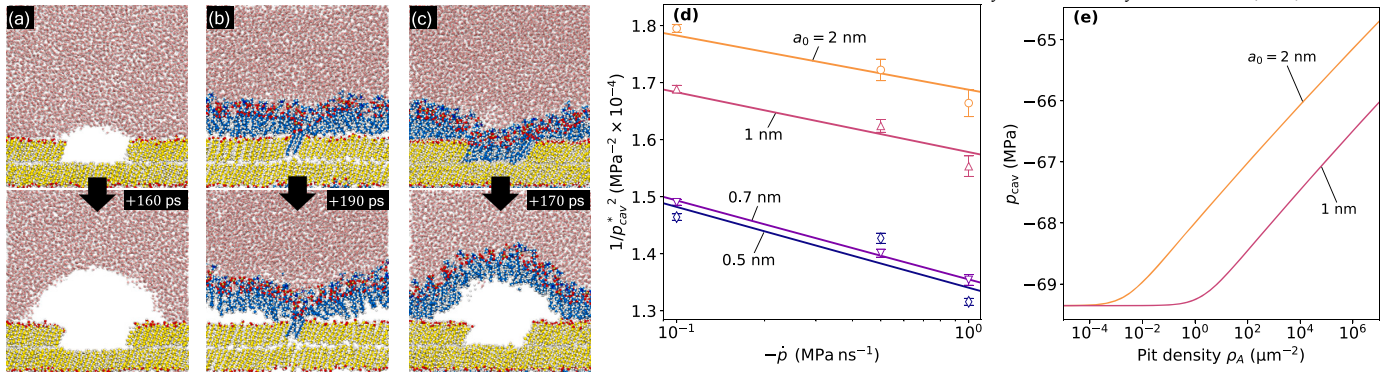 (a)
(b)
(c)
+160 ps
+190 ps
+170 ps
(d)
1/p*cav² (MPa⁻² × 10⁻⁴)
1.8
1.7
1.6
1.5
1.4
1.3
a₀ = 2 nm
1 nm
0.7 nm
0.5 nm
10⁻¹
10⁰
−ṗ (MPa ns⁻¹)
(e)
p_cav (MPa)
−65
−66
−67
−68
−69
a₀ = 2 nm
1 nm
10⁻⁴
10⁻²
10⁰
10²
10⁴
10⁶
Pit density ρ_A (µm⁻²)